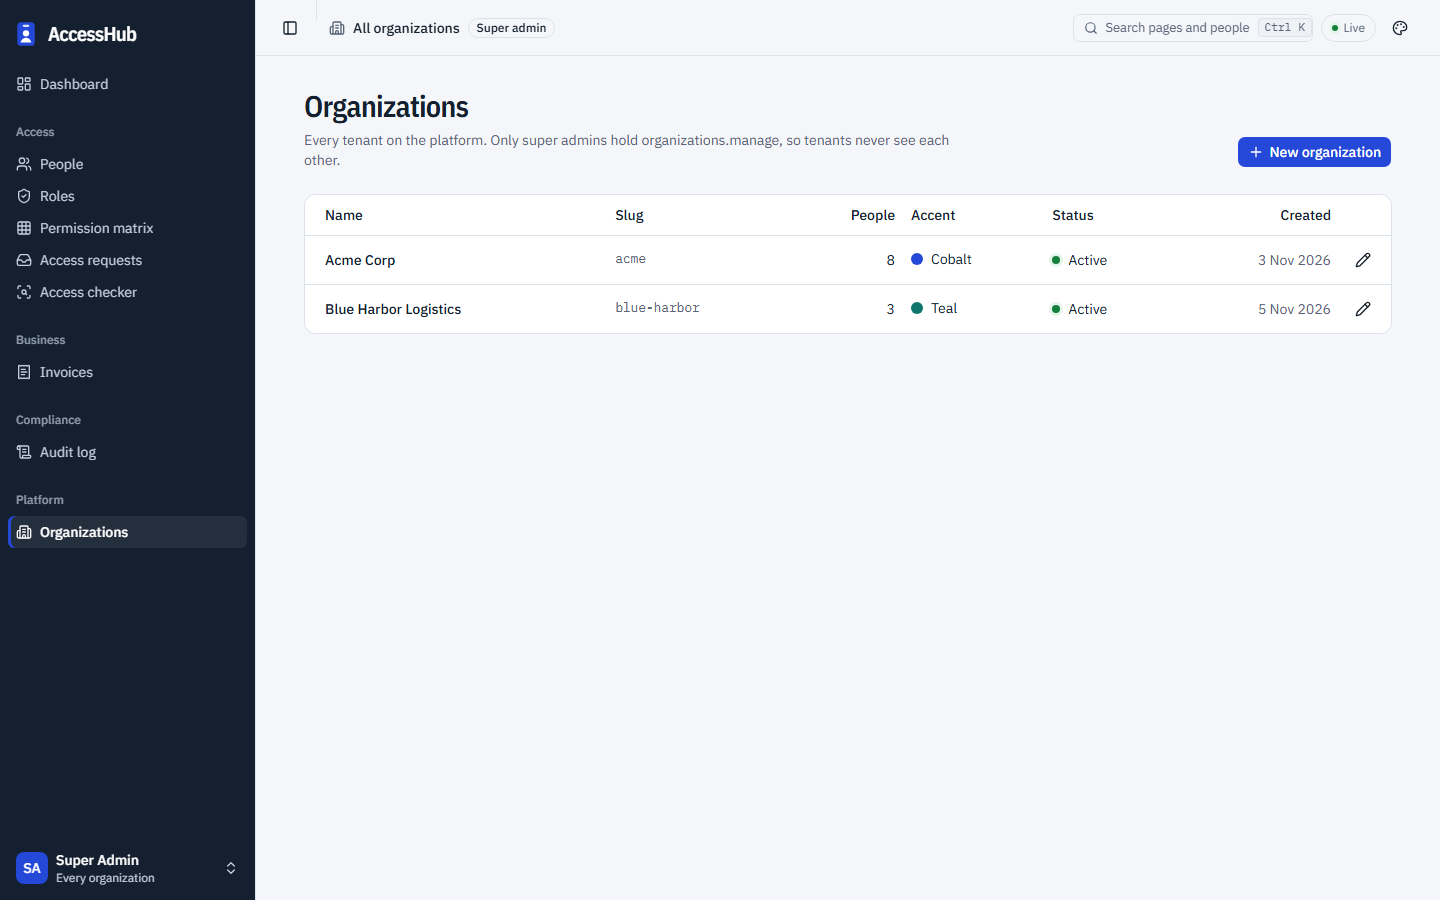 AccessHub
Dashboard
Access
People
Roles
Permission matrix
Access requests
Access checker
Business
Invoices
Compliance
Audit log
Platform
Organizations
SA
Super Admin
Every organization
All organizations
Super admin
Search pages and people
Ctrl K
Live
Organizations
Every tenant on the platform. Only super admins hold organizations.manage, so tenants never see each
other.
New organization
Name Slug People Accent Status Created
Acme Corp acme 8 Cobalt Active 3 Nov 2026
Blue Harbor Logistics blue-harbor 3 Teal Active 5 Nov 2026